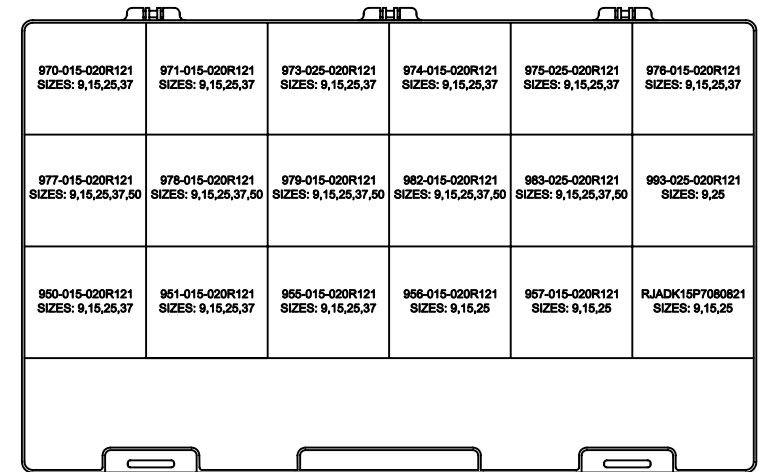 970-015-020R121
SIZES: 9,15,25,37
971-015-020R121
SIZES: 9,15,25,37
973-025-020R121
SIZES: 9,15,25,37
974-015-020R121
SIZES: 9,15,25,37
975-025-020R121
SIZES: 9,15,25,37
976-015-020R121
SIZES: 9,15,25,37
977-015-020R121
SIZES: 9,15,25,37,50
978-015-020R121
SIZES: 9,15,25,37,50
979-015-020R121
SIZES: 9,15,25,37,50
982-015-020R121
SIZES: 9,15,25,37,50
983-025-020R121
SIZES: 9,15,25,37,50
993-025-020R121
SIZES: 9,25
950-015-020R121
SIZES: 9,15,25,37
951-015-020R121
SIZES: 9,15,25,37
955-015-020R121
SIZES: 9,15,25,37
956-015-020R121
SIZES: 9,15,25
957-015-020R121
SIZES: 9,15,25
RJADK15P7060821
SIZES: 9,15,25